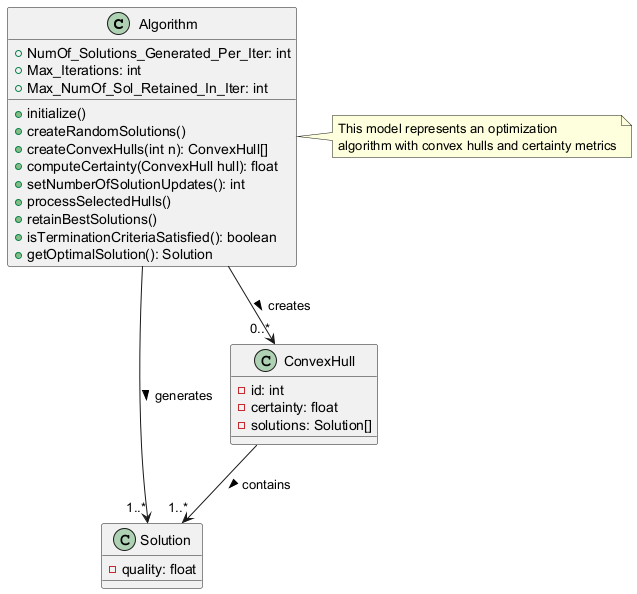 C Algorithm
NumOf_Solutions_Generated_Per_Iter: int
Max_Iterations: int
Max_NumOf_Sol_Retained_In_Iter: int
initialize()
createRandomSolutions()
createConvexHulls(int n): ConvexHull[]
computeCertainty(ConvexHull hull): float
setNumberOfSolutionUpdates(): int
processSelectedHulls()
retainBestSolutions()
isTerminationCriteriaSatisfied(): boolean
getOptimalSolution(): Solution
This model represents an optimization
algorithm with convex hulls and certainty metrics
creates
0..*
C ConvexHull
id: int
certainty: float
solutions: Solution[]
generates
contains
1..*
1..*
C Solution
quality: float